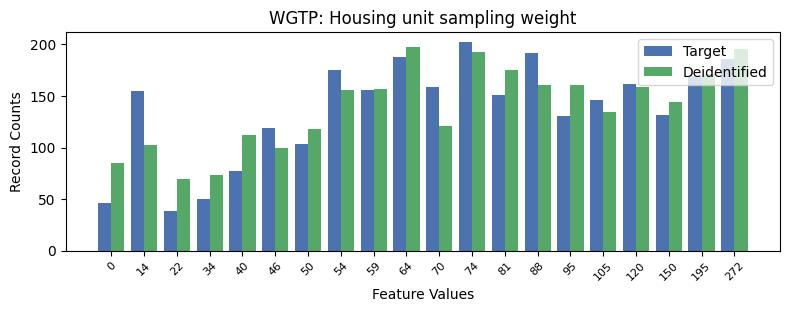 WGTP: Housing unit sampling weight
Target
Deidentified
Record Counts
200
150
100
50
0
0 14 22 34 40 46 50 54 59 64 70 74 81 88 95 105 120 150 195 272
Feature Values